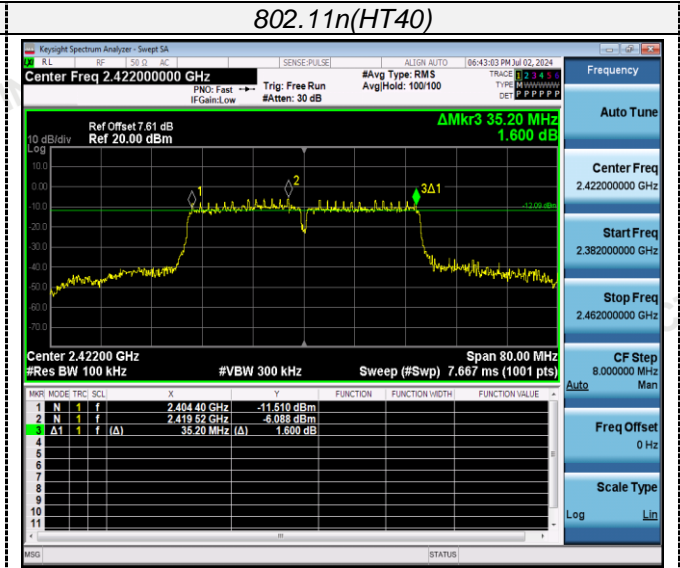 802.11n(HT40)
Keysight Spectrum Analyzer - Swept SA
RL RF 50 Ω AC SENSE:PULSE ALIGN AUTO 06:43:03 PM Jul 02, 2024
Center Freq 2.422000000 GHz
PNO: Fast
IFGain:Low
Trig: Free Run
#Atten: 30 dB
#Avg Type: RMS
Avg|Hold: 100/100
TRACE 1 2 3 4 5 6
TYPE M W W W W W
DET P P P P P P
Frequency
Auto Tune
Ref Offset 7.61 dB
ΔMkr3 35.20 MHz
10 dB/div Ref 20.00 dBm
1.600 dB
Log
10.0
0.00
-10.0
-20.0
-30.0
-40.0
-50.0
-60.0
-70.0
1
2
3Δ1
-12.09 dBm
Center Freq
2.422000000 GHz
Start Freq
2.382000000 GHz
Stop Freq
2.462000000 GHz
Center 2.42200 GHz Span 80.00 MHz
#Res BW 100 kHz #VBW 300 kHz Sweep (#Swp) 7.667 ms (1001 pts)
CF Step
8.000000 MHz
Auto Man
MKR MODE TRC SCL X Y FUNCTION FUNCTION WIDTH FUNCTION VALUE
1 N 1 f 2.404 40 GHz -11.510 dBm
2 N 1 f 2.419 52 GHz -6.088 dBm
3 Δ1 1 f (Δ) 35.20 MHz (Δ) 1.600 dB
4
5
6
7
8
9
10
11
Freq Offset
0 Hz
Scale Type
Log Lin
MSG STATUS